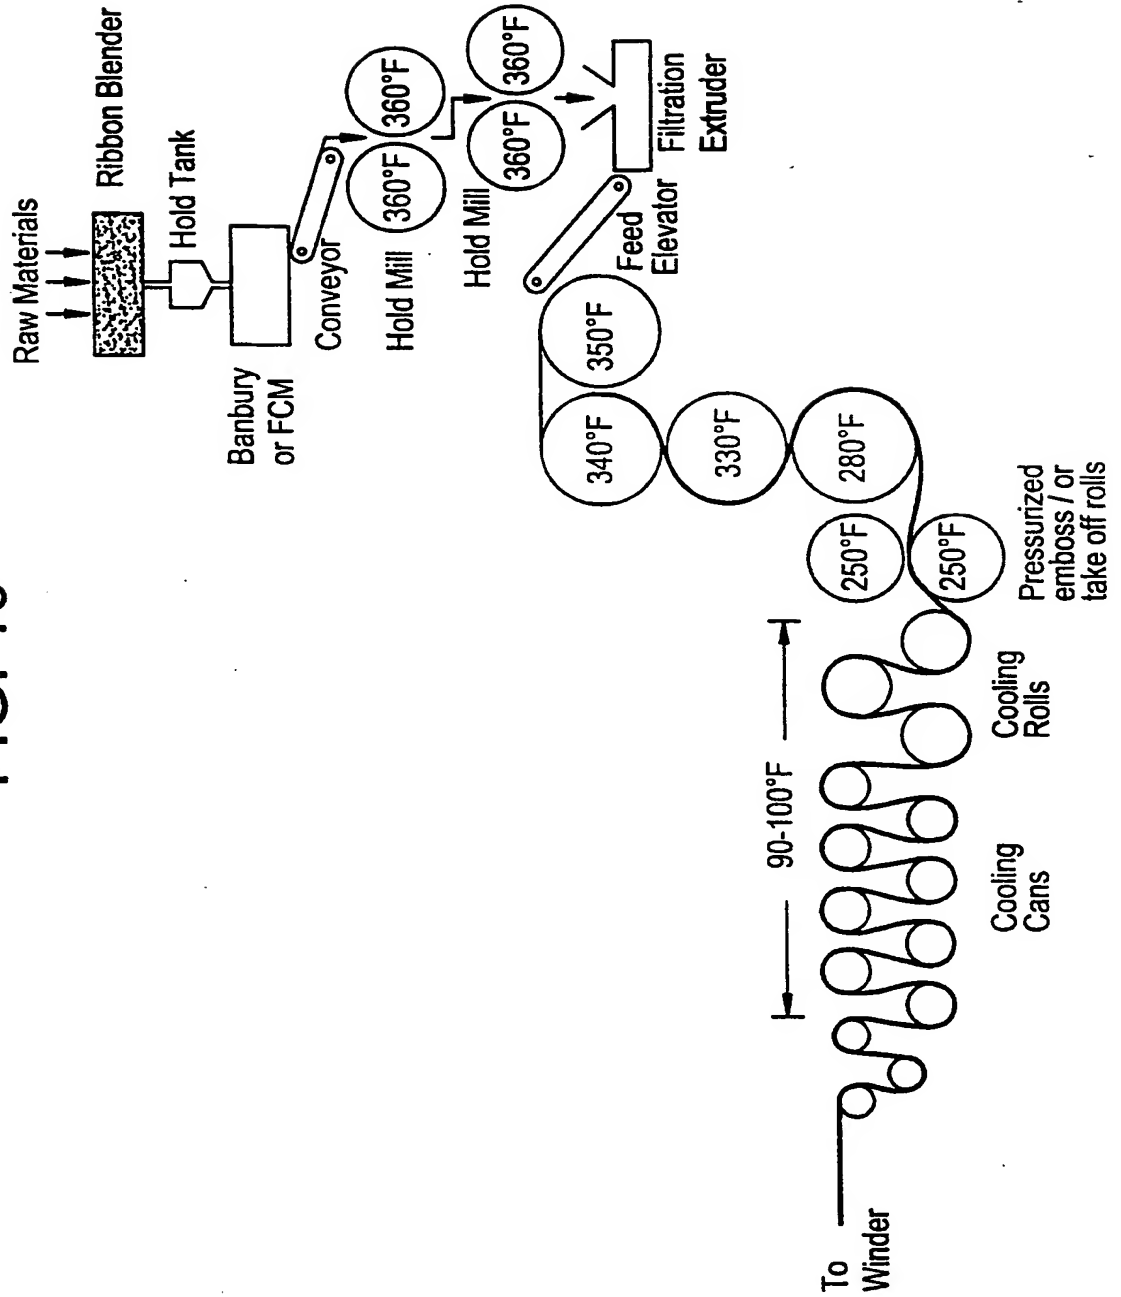 Raw Materials
Ribbon Blender
Hold Tank
Banbury
or FCM
Conveyor
Hold Mill
360°F
360°F
Hold Mill
360°F
360°F
Filtration
Extruder
Feed
Elevator
350°F
340°F
330°F
280°F
250°F
250°F
Pressurized
emboss / or
take off rolls
90-100°F
Cooling
Rolls
Cooling
Cans
To
Winder